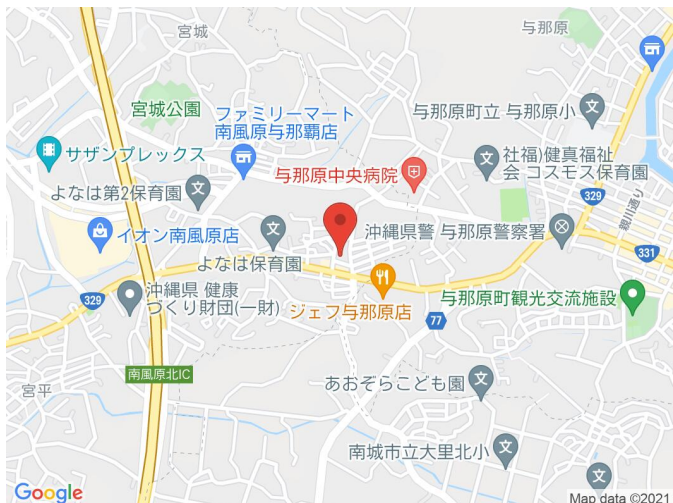 宮城
与那原
宮城公園
ファミリーマート
南風原与那覇店
与那原町立 与那原小
サザンプレックス
与那原中央病院
社福)健真福祉
会 コスモス保育園
よなは第2保育園
329
親川通り
イオン南風原店
沖縄県警 与那原警察署
よなは保育園
331
329
沖縄県 健康
づくり財団(一財)
ジェフ与那原店
与那原町観光交流施設
77
南風原北IC
宮平
あおぞらこども園
南城市立大里北小
Google
Map data ©2021